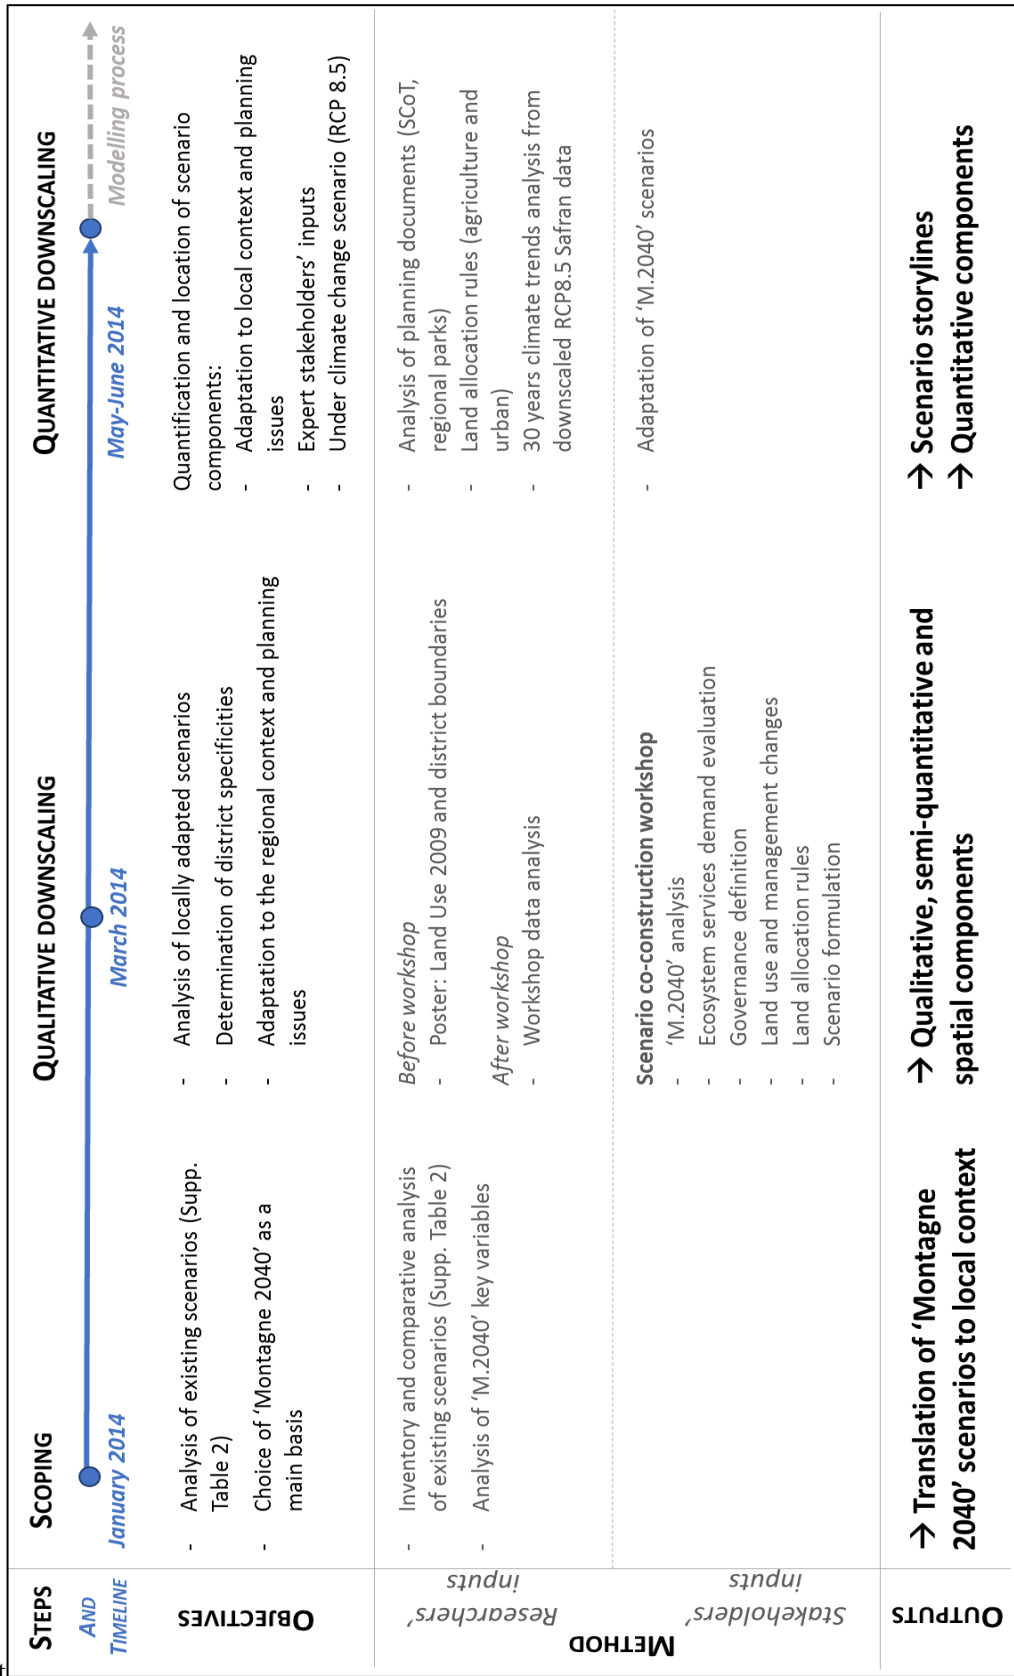 STEPS
AND
TIMELINE
SCOPING
January 2014
QUALITATIVE DOWNSCALING
March 2014
QUANTITATIVE DOWNSCALING
May-June 2014
Modelling process
OBJECTIVES
- Analysis of existing scenarios (Supp.
Table 2)
- Choice of ‘Montagne 2040’ as a
main basis
- Analysis of locally adapted scenarios
- Determination of district specificities
- Adaptation to the regional context and planning
issues
Quantification and location of scenario
components:
- Adaptation to local context and planning
issues
- Expert stakeholders’ inputs
- Under climate change scenario (RCP 8.5)
METHOD
Researchers’
inputs
- Inventory and comparative analysis
of existing scenarios (Supp. Table 2)
- Analysis of ‘M.2040’ key variables
Before workshop
- Poster: Land Use 2009 and district boundaries
After workshop
- Workshop data analysis
- Analysis of planning documents (SCoT,
regional parks)
- Land allocation rules (agriculture and
urban)
- 30 years climate trends analysis from
downscaled RCP8.5 Safran data
Stakeholders’
inputs
Scenario co-construction workshop
- ‘M.2040’ analysis
- Ecosystem services demand evaluation
- Governance definition
- Land use and management changes
- Land allocation rules
- Scenario formulation
- Adaptation of ‘M.2040’ scenarios
OUTPUTS
→ Translation of ‘Montagne
2040’ scenarios to local context
→ Qualitative, semi-quantitative and
spatial components
→ Scenario storylines
→ Quantitative components
t